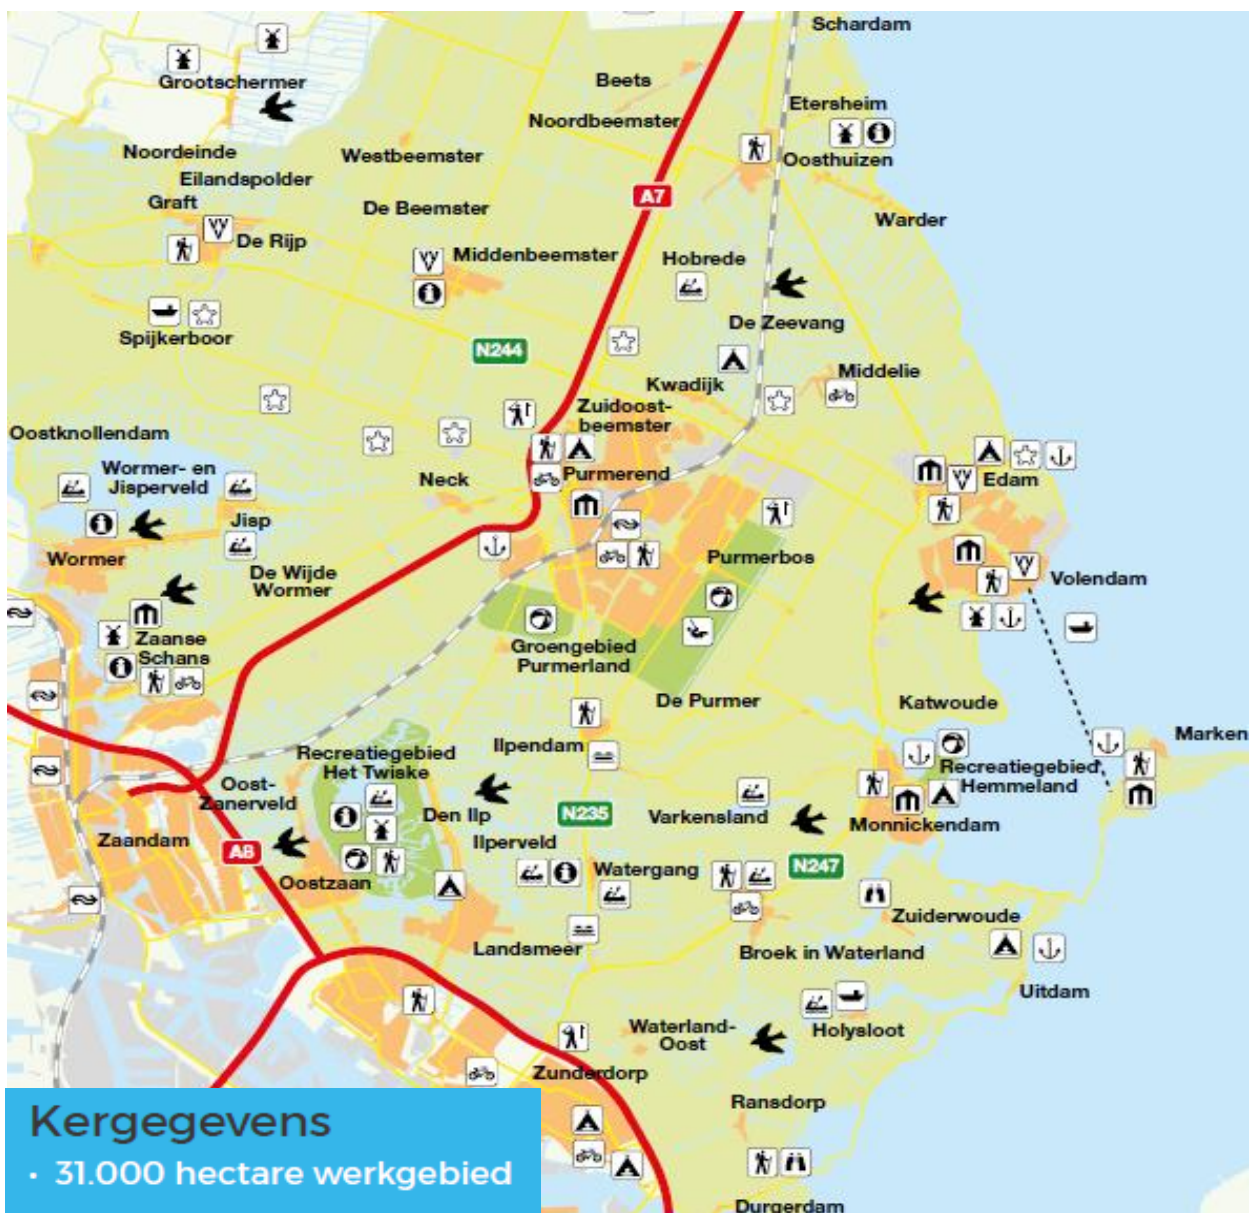 Schardam
Grootschermer
Beets
Etersheim
Noordbeemster
Noordeinde
Westbeemster
Oosthuizen
Eilandspolder
A7
Graft
De Beemster
Warder
De Rijp
Middenbeemster
Hobrede
De Zeevang
Spijkerboor
N244
Middelie
Kwadijk
Zuidoost-
beemster
Oostknollendam
Wormer- en
Jisperveld
Neck
Purmerend
Edam
Jisp
Wormer
De Wijde
Wormer
Purmerbos
Volendam
Zaanse
Schans
Groengebied
Purmerland
De Purmer
Katwoude
Ilpendam
Marken
Recreatiegebied
Het Twiske
Recreatiegebied
Hemmeland
Oost-
Zanerveld
Den Ilp
N235
Varkensland
Monnickendam
Zaandam
A8
Ilperveld
Oostzaan
Watergang
N247
Zuiderwoude
Landsmeer
Broek in Waterland
Uitdam
Waterland-
Oost
Holysloot
Zunderdorp
Ransdorp
Durgerdam
Kergegevens
• 31.000 hectare werkgebied